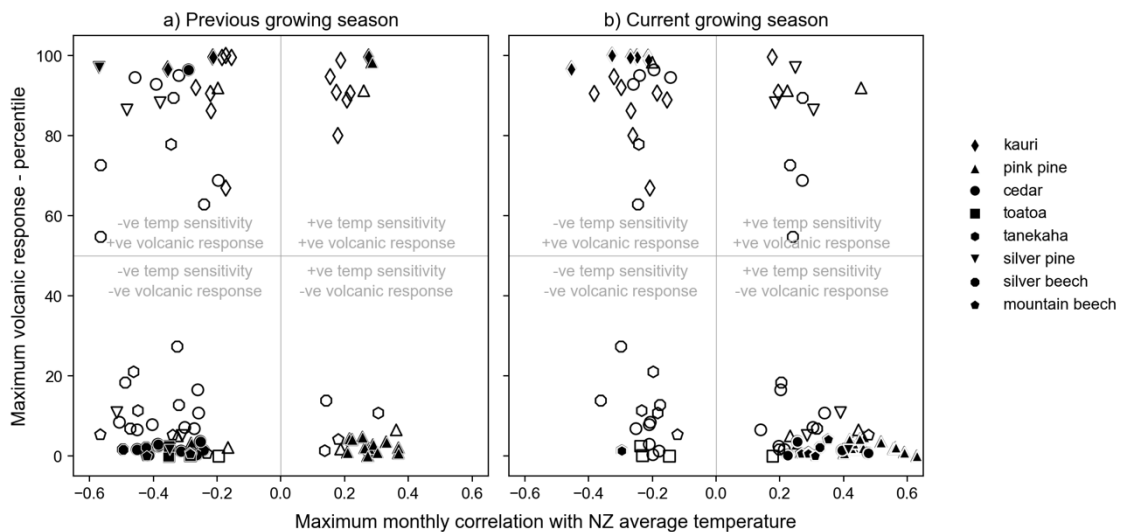 a) Previous growing season
b) Current growing season
Maximum volcanic response - percentile
100
80
60
40
20
0
-ve temp sensitivity
+ve volcanic response
+ve temp sensitivity
+ve volcanic response
-ve temp sensitivity
-ve volcanic response
+ve temp sensitivity
-ve volcanic response
−0.6 −0.4 −0.2 0.0 0.2 0.4 0.6
-ve temp sensitivity
+ve volcanic response
+ve temp sensitivity
+ve volcanic response
-ve temp sensitivity
-ve volcanic response
+ve temp sensitivity
-ve volcanic response
−0.6 −0.4 −0.2 0.0 0.2 0.4 0.6
Maximum monthly correlation with NZ average temperature
kauri
pink pine
cedar
toatoa
tanekaha
silver pine
silver beech
mountain beech